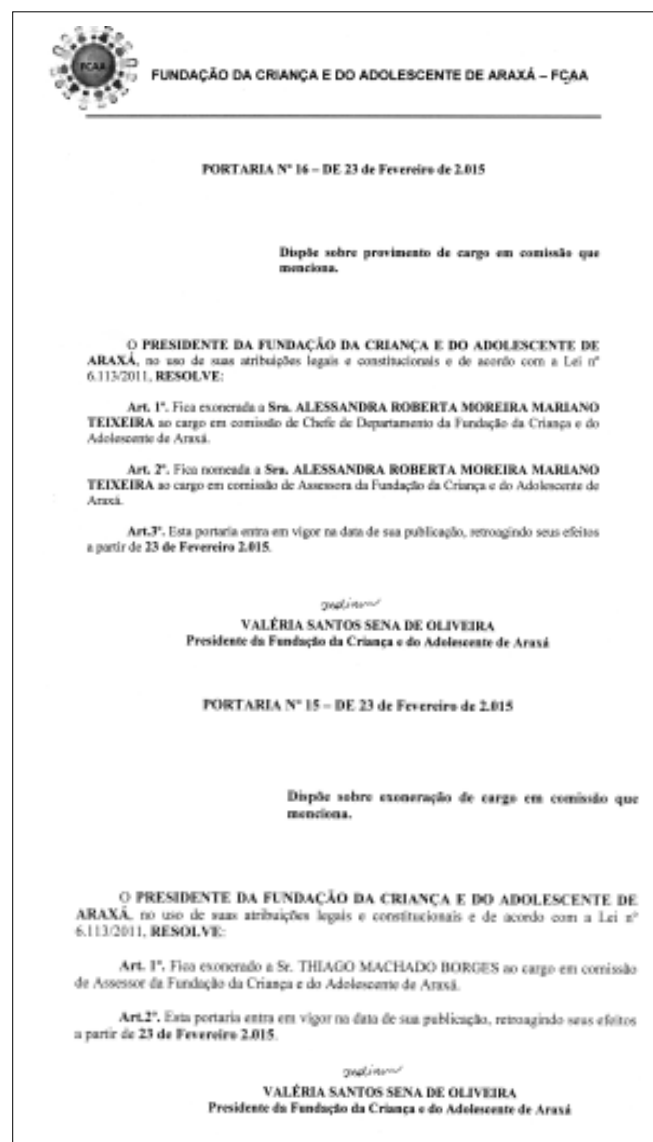 FCAA
FUNDAÇÃO DA CRIANÇA E DO ADOLESCENTE DE ARAXÁ – FCAA
PORTARIA Nº 16 – DE 23 de Fevereiro de 2.015
Dispõe sobre provimento de cargo em comissão que
menciona.
O PRESIDENTE DA FUNDAÇÃO DA CRIANÇA E DO ADOLESCENTE DE
ARAXÁ, no uso de suas atribuições legais e constitucionais e de acordo com a Lei nº
6.113/2011, RESOLVE:
Art. 1º. Fica exonerada a Sra. ALESSANDRA ROBERTA MOREIRA MARIANO
TEIXEIRA ao cargo em comissão de Chefe de Departamento da Fundação da Criança e do
Adolescente de Araxá.
Art. 2º. Fica nomeada a Sra. ALESSANDRA ROBERTA MOREIRA MARIANO
TEIXEIRA ao cargo em comissão de Assessora da Fundação da Criança e do Adolescente de
Araxá.
Art.3º. Esta portaria entra em vigor na data de sua publicação, retroagindo seus efeitos
a partir de 23 de Fevereiro 2.015.
VALÉRIA SANTOS SENA DE OLIVEIRA
Presidente da Fundação da Criança e do Adolescente de Araxá
PORTARIA Nº 15 – DE 23 de Fevereiro de 2.015
Dispõe sobre exoneração de cargo em comissão que
menciona.
O PRESIDENTE DA FUNDAÇÃO DA CRIANÇA E DO ADOLESCENTE DE
ARAXÁ, no uso de suas atribuições legais e constitucionais e de acordo com a Lei nº
6.113/2011, RESOLVE:
Art. 1º. Fica exonerado a Sr. THIAGO MACHADO BORGES ao cargo em comissão
de Assessor da Fundação da Criança e do Adolescente de Araxá.
Art.2º. Esta portaria entra em vigor na data de sua publicação, retroagindo seus efeitos
a partir de 23 de Fevereiro 2.015.
VALÉRIA SANTOS SENA DE OLIVEIRA
Presidente da Fundação da Criança e do Adolescente de Araxá